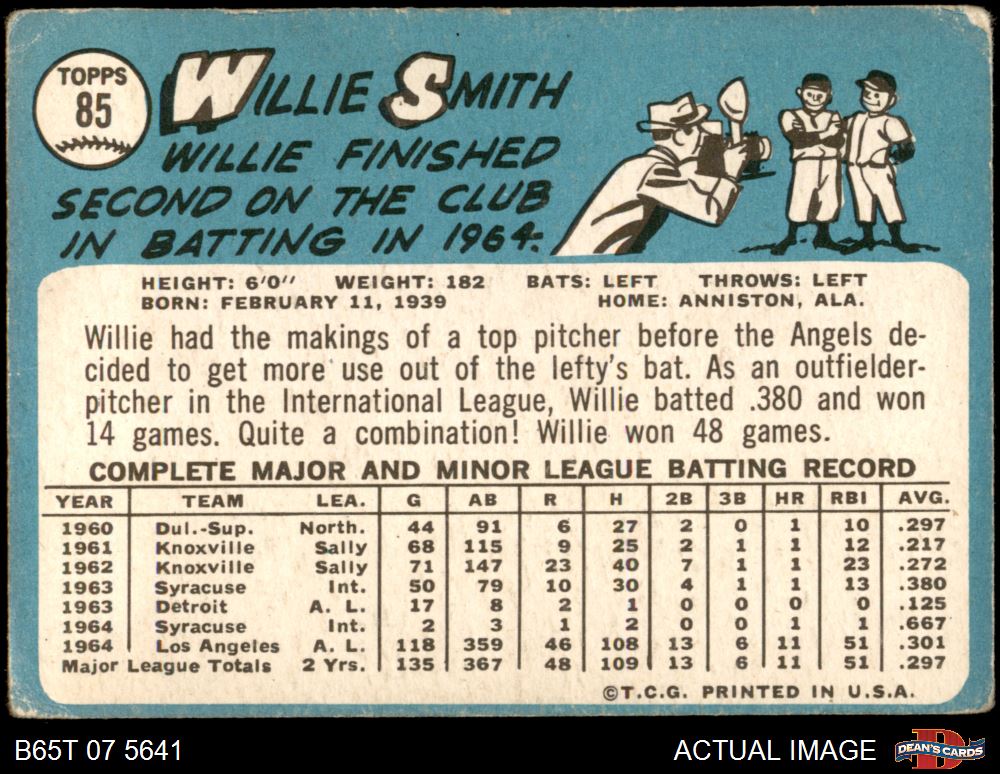 TOPPS
85
WILLIE SMITH
WILLIE FINISHED
SECOND ON THE CLUB
IN BATTING IN 1964.
HEIGHT: 6'0" WEIGHT: 182 BATS: LEFT THROWS: LEFT
BORN: FEBRUARY 11, 1939 HOME: ANNISTON, ALA.
Willie had the makings of a top pitcher before the Angels de-
cided to get more use out of the lefty's bat. As an outfielder-
pitcher in the International League, Willie batted .380 and won
14 games. Quite a combination! Willie won 48 games.
COMPLETE MAJOR AND MINOR LEAGUE BATTING RECORD
YEAR TEAM LEA. G AB R H 2B 3B HR RBI AVG.
1960 Dul.-Sup. North. 44 91 6 27 2 0 1 10 .297
1961 Knoxville Sally 68 115 9 25 2 1 1 12 .217
1962 Knoxville Sally 71 147 23 40 7 1 1 23 .272
1963 Syracuse Int. 50 79 10 30 4 1 1 13 .380
1963 Detroit A. L. 17 8 2 1 0 0 0 0 .125
1964 Syracuse Int. 2 3 1 2 0 0 1 1 .667
1964 Los Angeles A. L. 118 359 46 108 13 6 11 51 .301
Major League Totals 2 Yrs. 135 367 48 109 13 6 11 51 .297
©T.C.G. PRINTED IN U.S.A.
B65T 07 5641 ACTUAL IMAGE DEAN'S CARDS